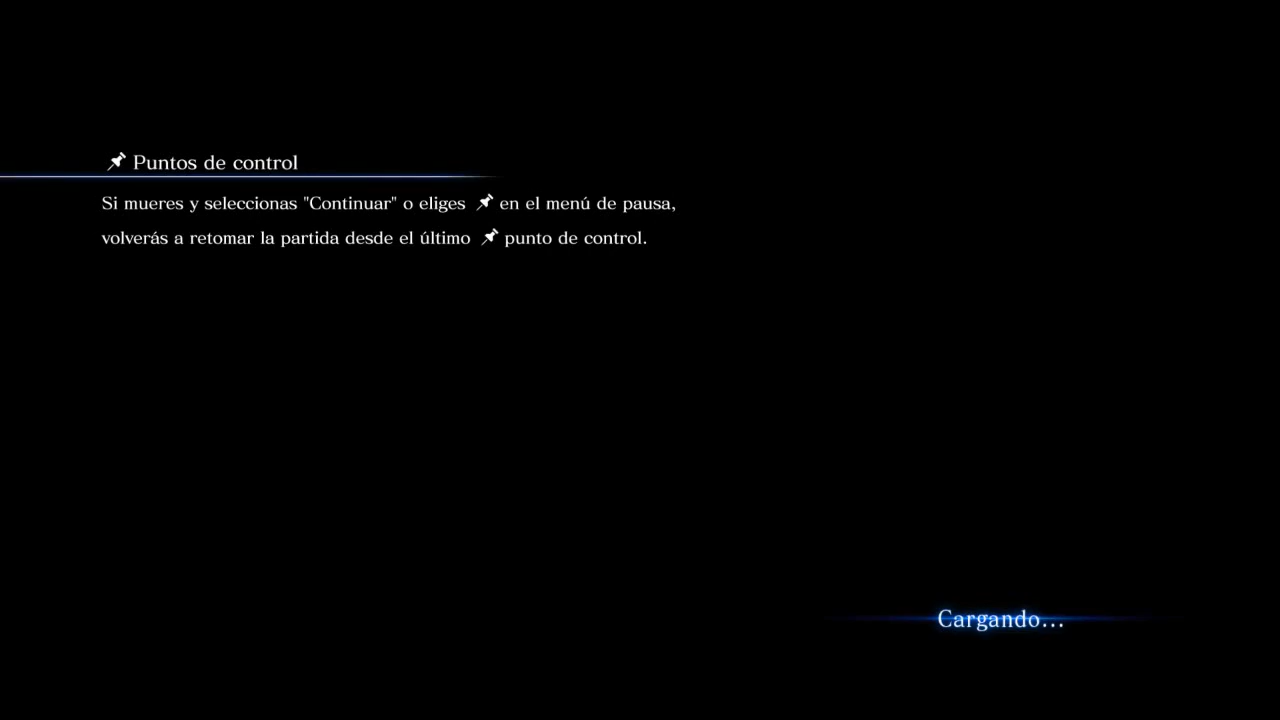 Puntos de control
Si mueres y seleccionas "Continuar" o eliges en el menú de pausa,
volverás a retomar la partida desde el último punto de control.
Cargando...